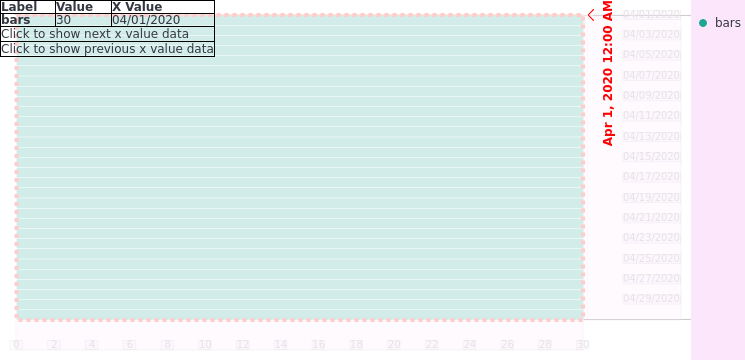 Label Value X Value
bars 30 04/01/2020
Click to show next x value data
Click to show previous x value data
Apr 1, 2020 12:00 AM
bars
04/01/2020
04/03/2020
04/05/2020
04/07/2020
04/09/2020
04/11/2020
04/13/2020
04/15/2020
04/17/2020
04/19/2020
04/21/2020
04/23/2020
04/25/2020
04/27/2020
04/29/2020
0 2 4 6 8 10 12 14 16 18 20 22 24 26 28 30